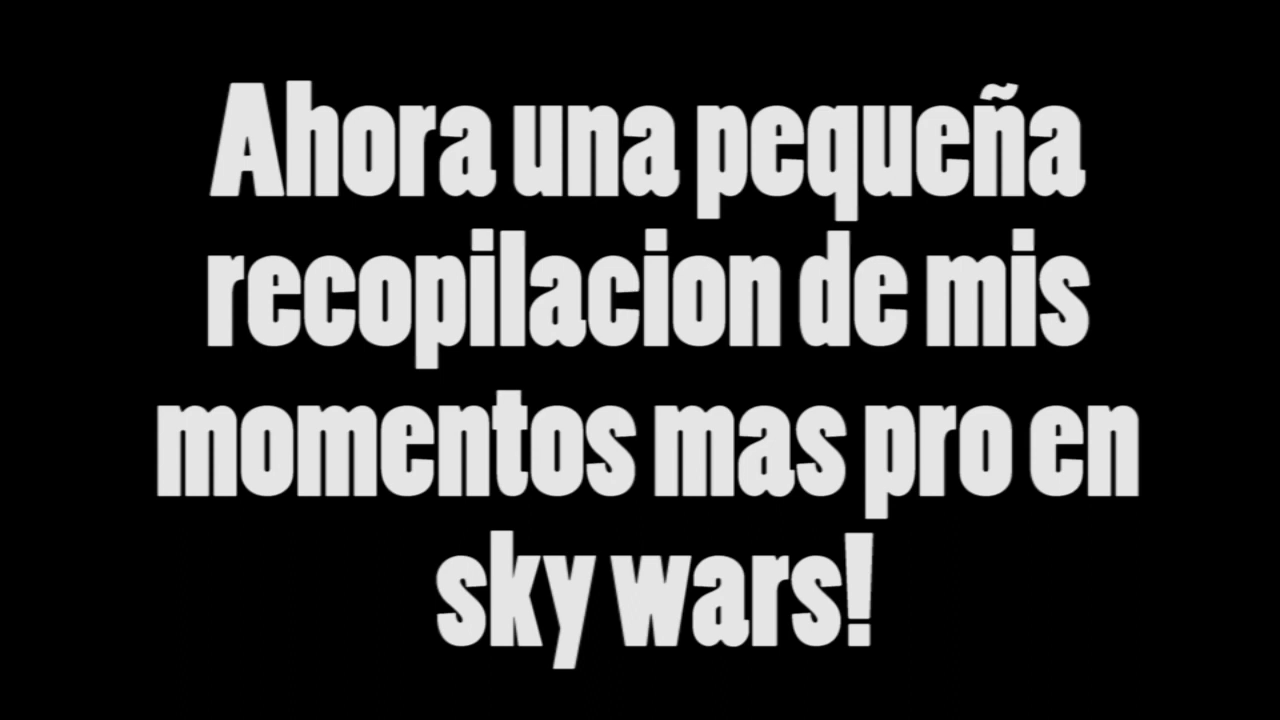 Ahora una pequeña
recopilacion de mis
momentos mas pro en
sky wars!